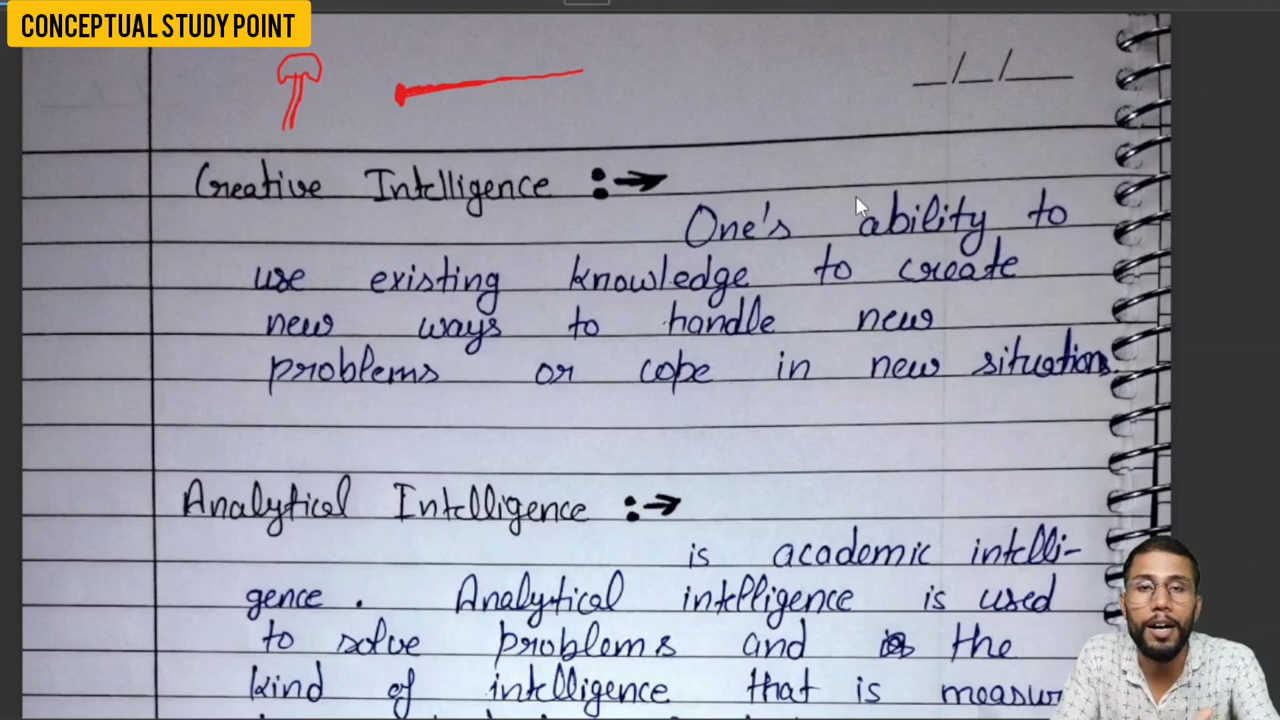 CONCEPTUAL STUDY POINT
_/_/_
Creative Intelligence :→
One's ability to
use existing knowledge to create
new ways to handle new
problems or cope in new situations.
Analytical Intelligence :→
is academic intelli-
gence. Analytical intelligence is used
to solve problems and the
kind of intelligence that is